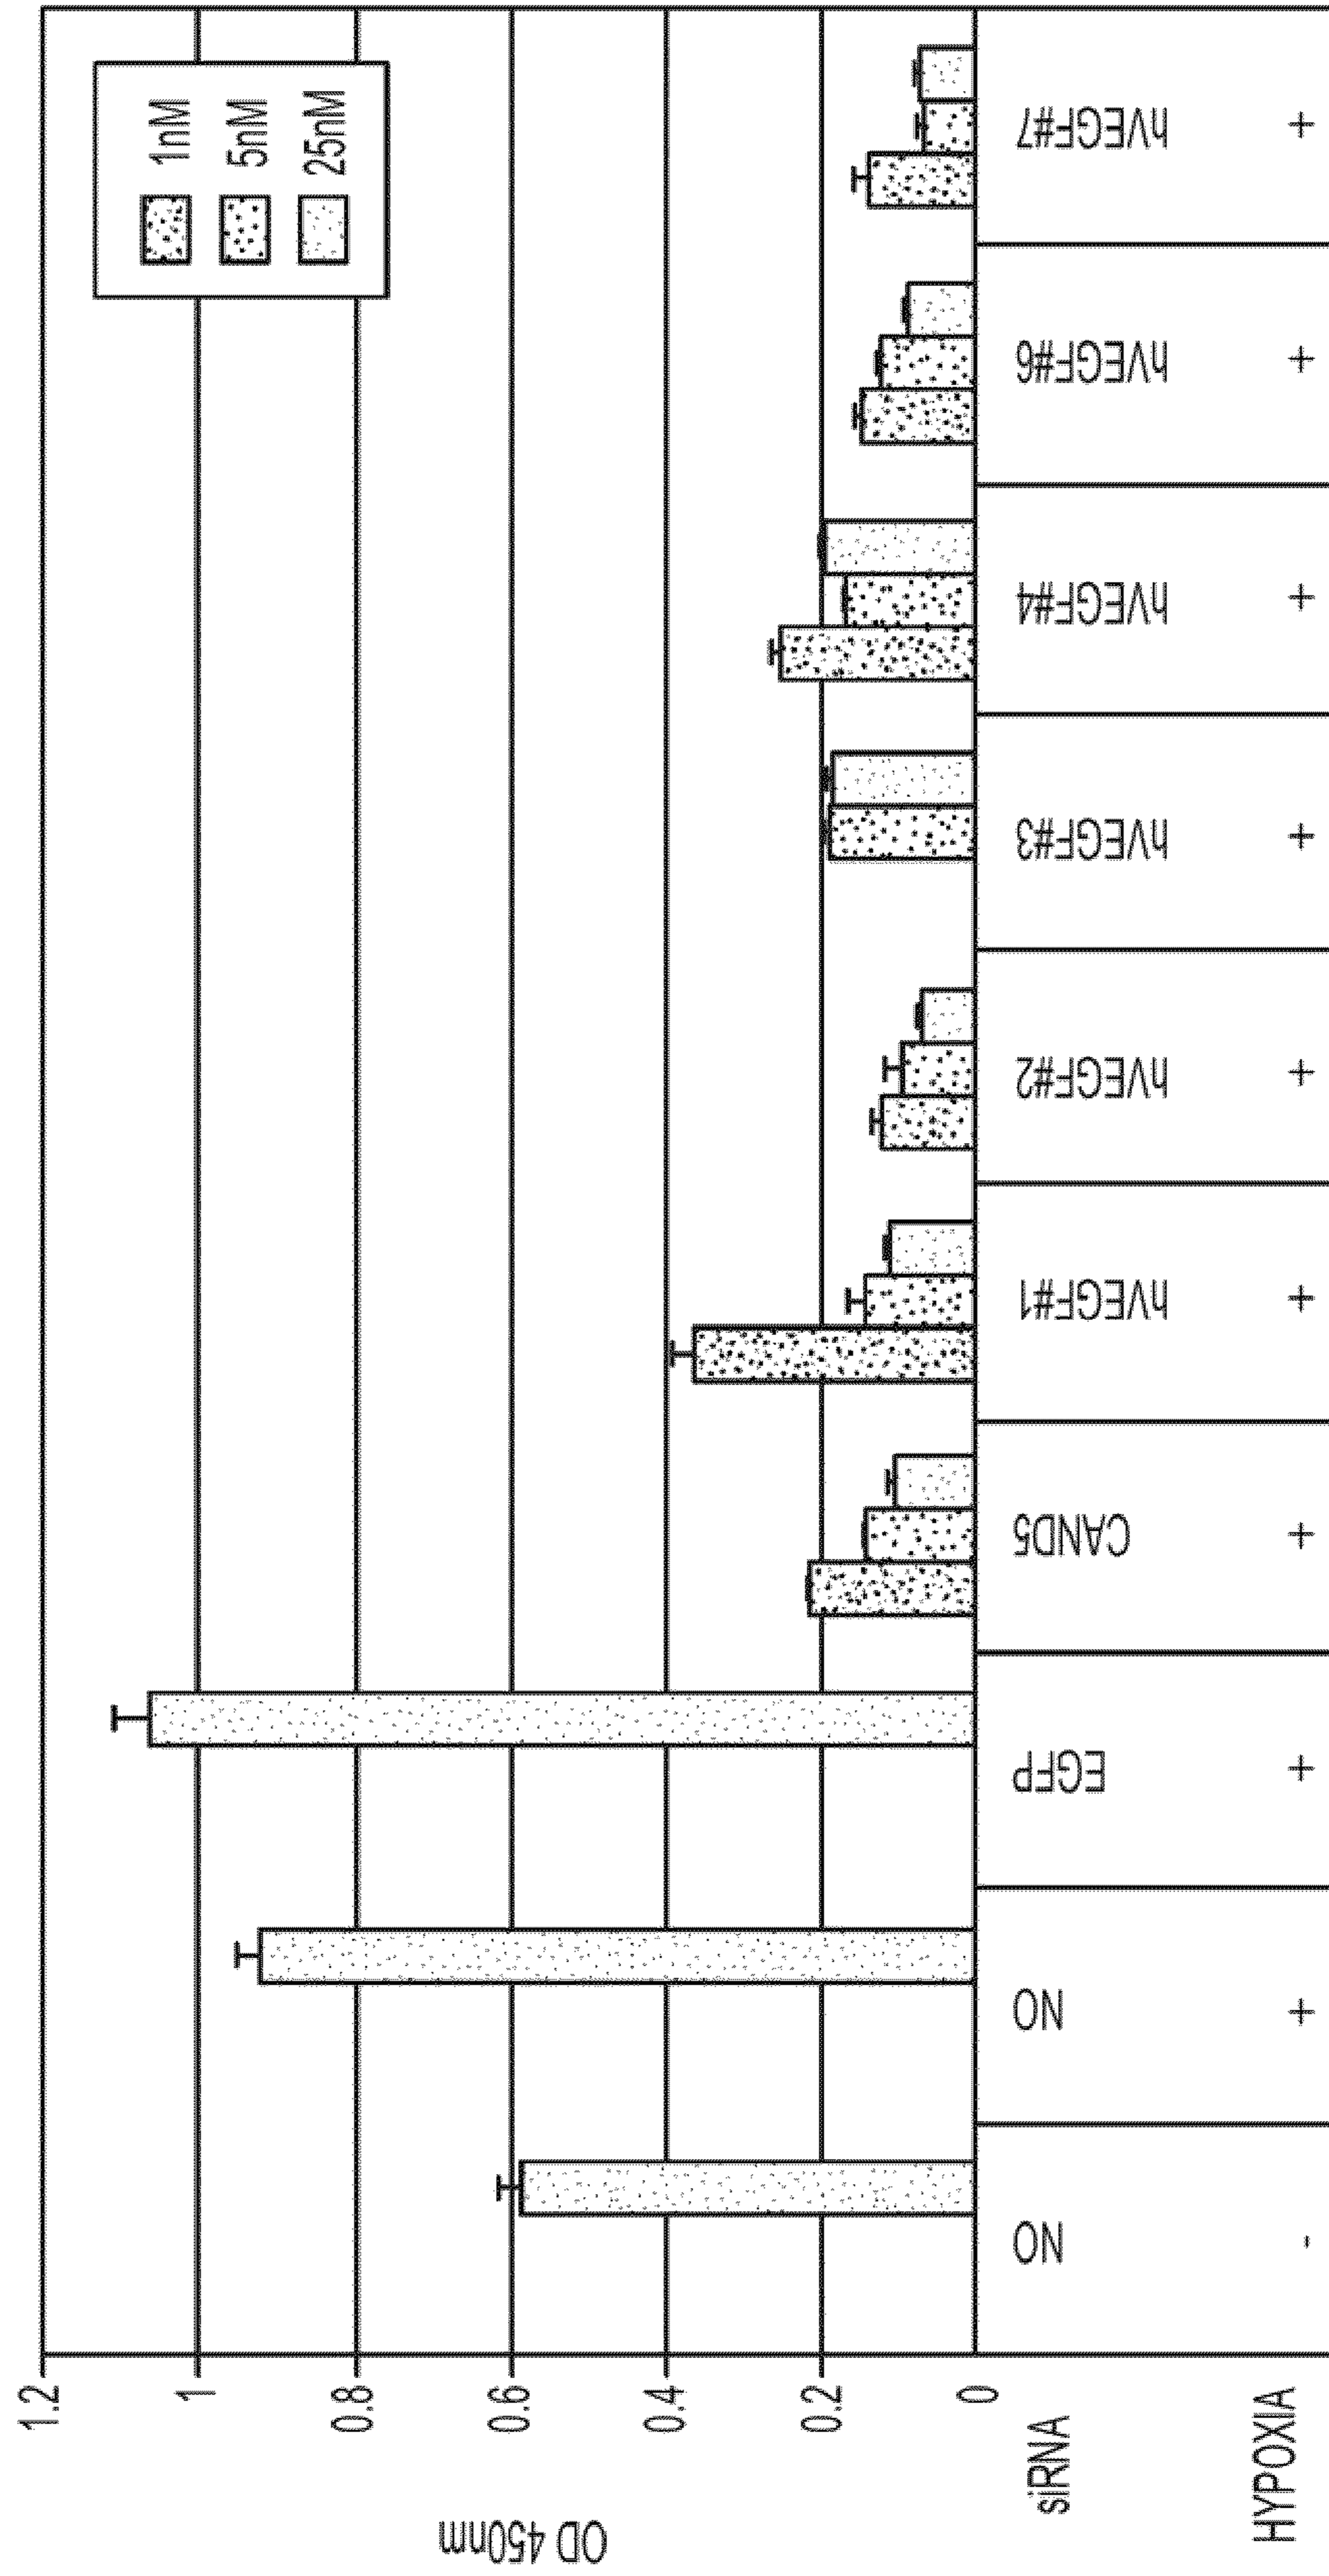 OD 450nm
1.2
1
0.8
0.6
0.4
0.2
0
1nM
5nM
25nM
siRNA NO NO EGFP CAND5 hVEGF#1 hVEGF#2 hVEGF#3 hVEGF#4 hVEGF#6 hVEGF#7
HYPOXIA - + + + + + + + + +